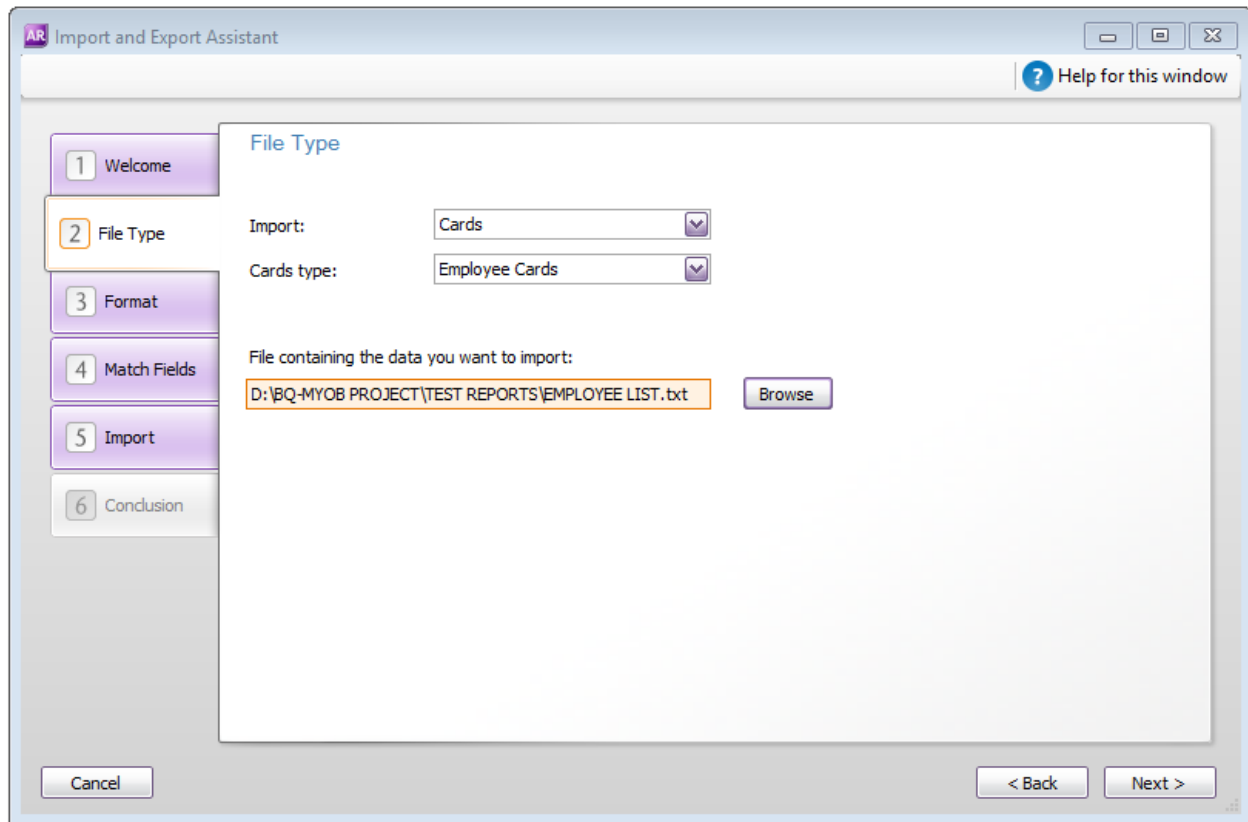 AR Import and Export Assistant
? Help for this window
1 Welcome
2 File Type
3 Format
4 Match Fields
5 Import
6 Conclusion
File Type
Import: Cards
Cards type: Employee Cards
File containing the data you want to import:
D:\BQ-MYOB PROJECT\TEST REPORTS\EMPLOYEE LIST.txt Browse
Cancel < Back Next >